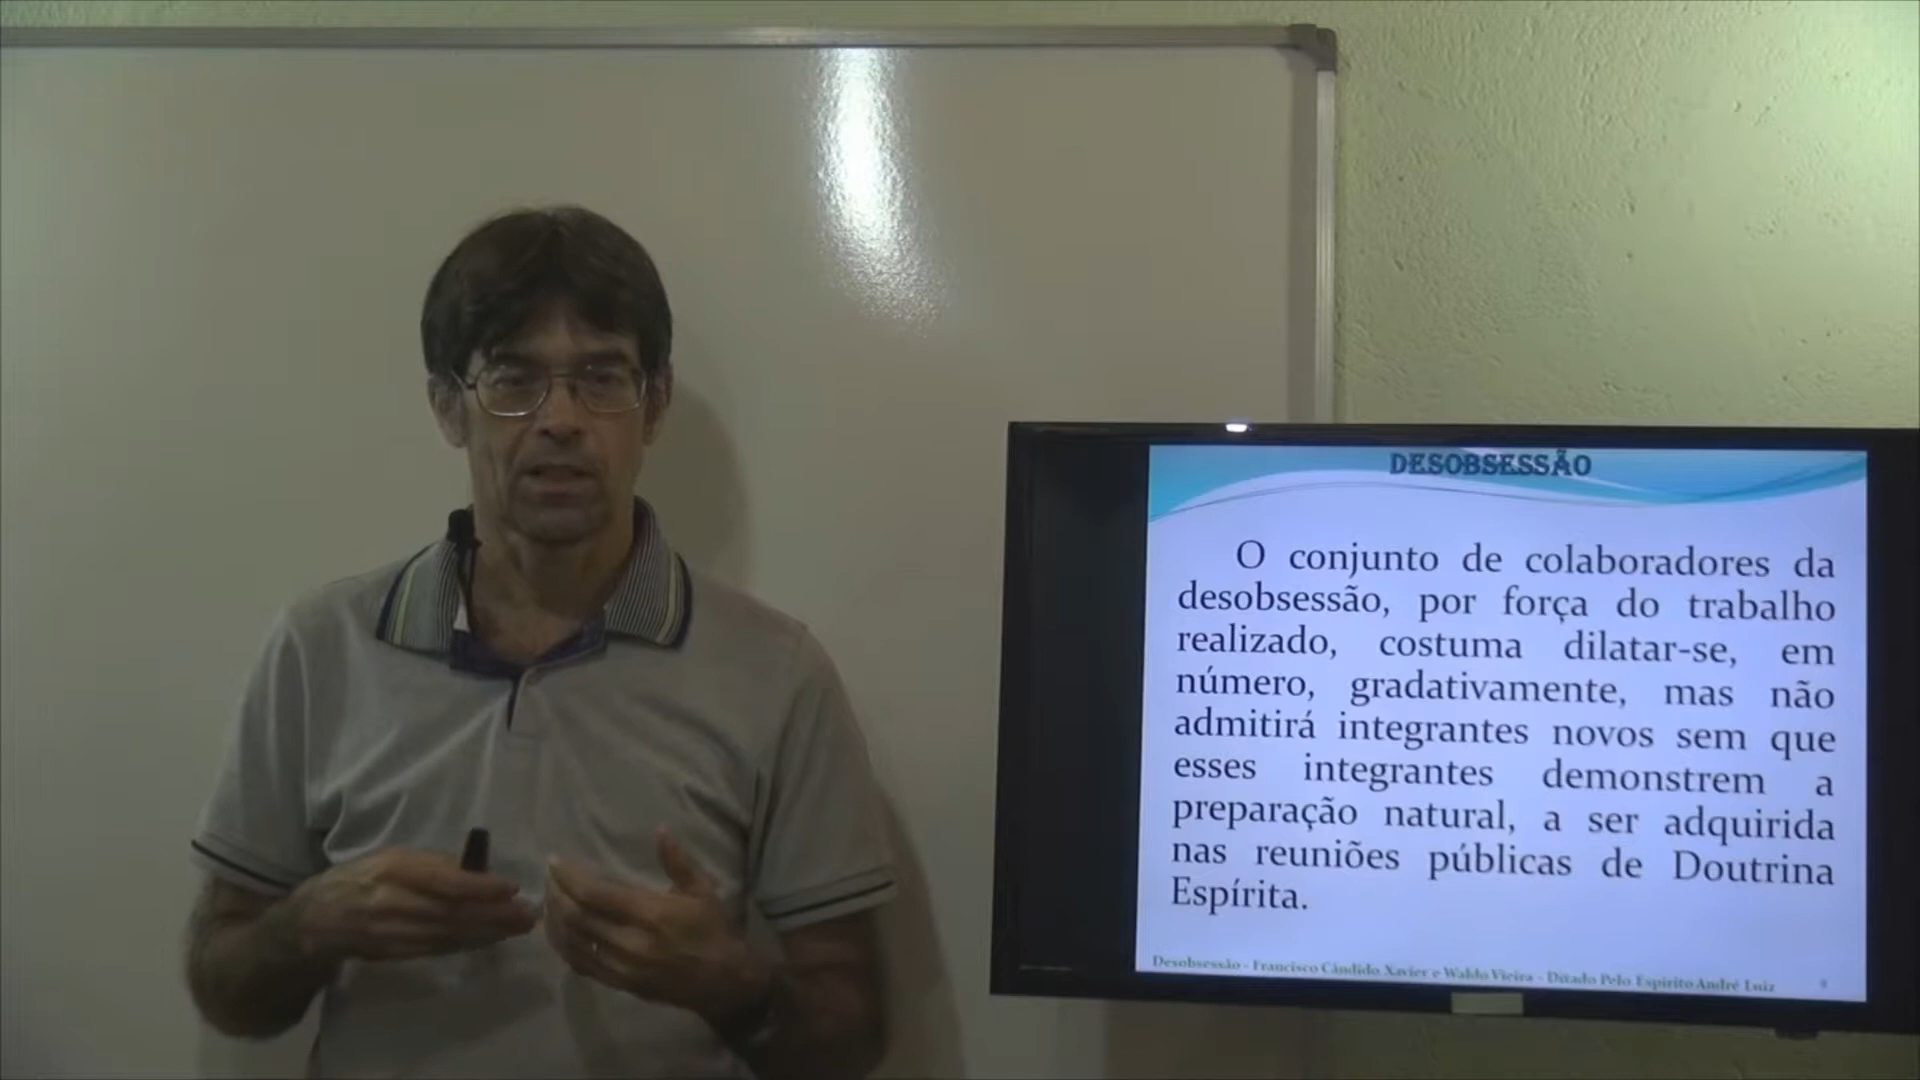 DESOBSESSÃO
O conjunto de colaboradores da
desobsessão, por força do trabalho
realizado, costuma dilatar-se, em
número, gradativamente, mas não
admitirá integrantes novos sem que
esses integrantes demonstrem a
preparação natural, a ser adquirida
nas reuniões públicas de Doutrina
Espírita.
Desobsessão - Francisco Cândido Xavier e Waldo Vieira - Ditado Pelo Espírito André Luiz
9